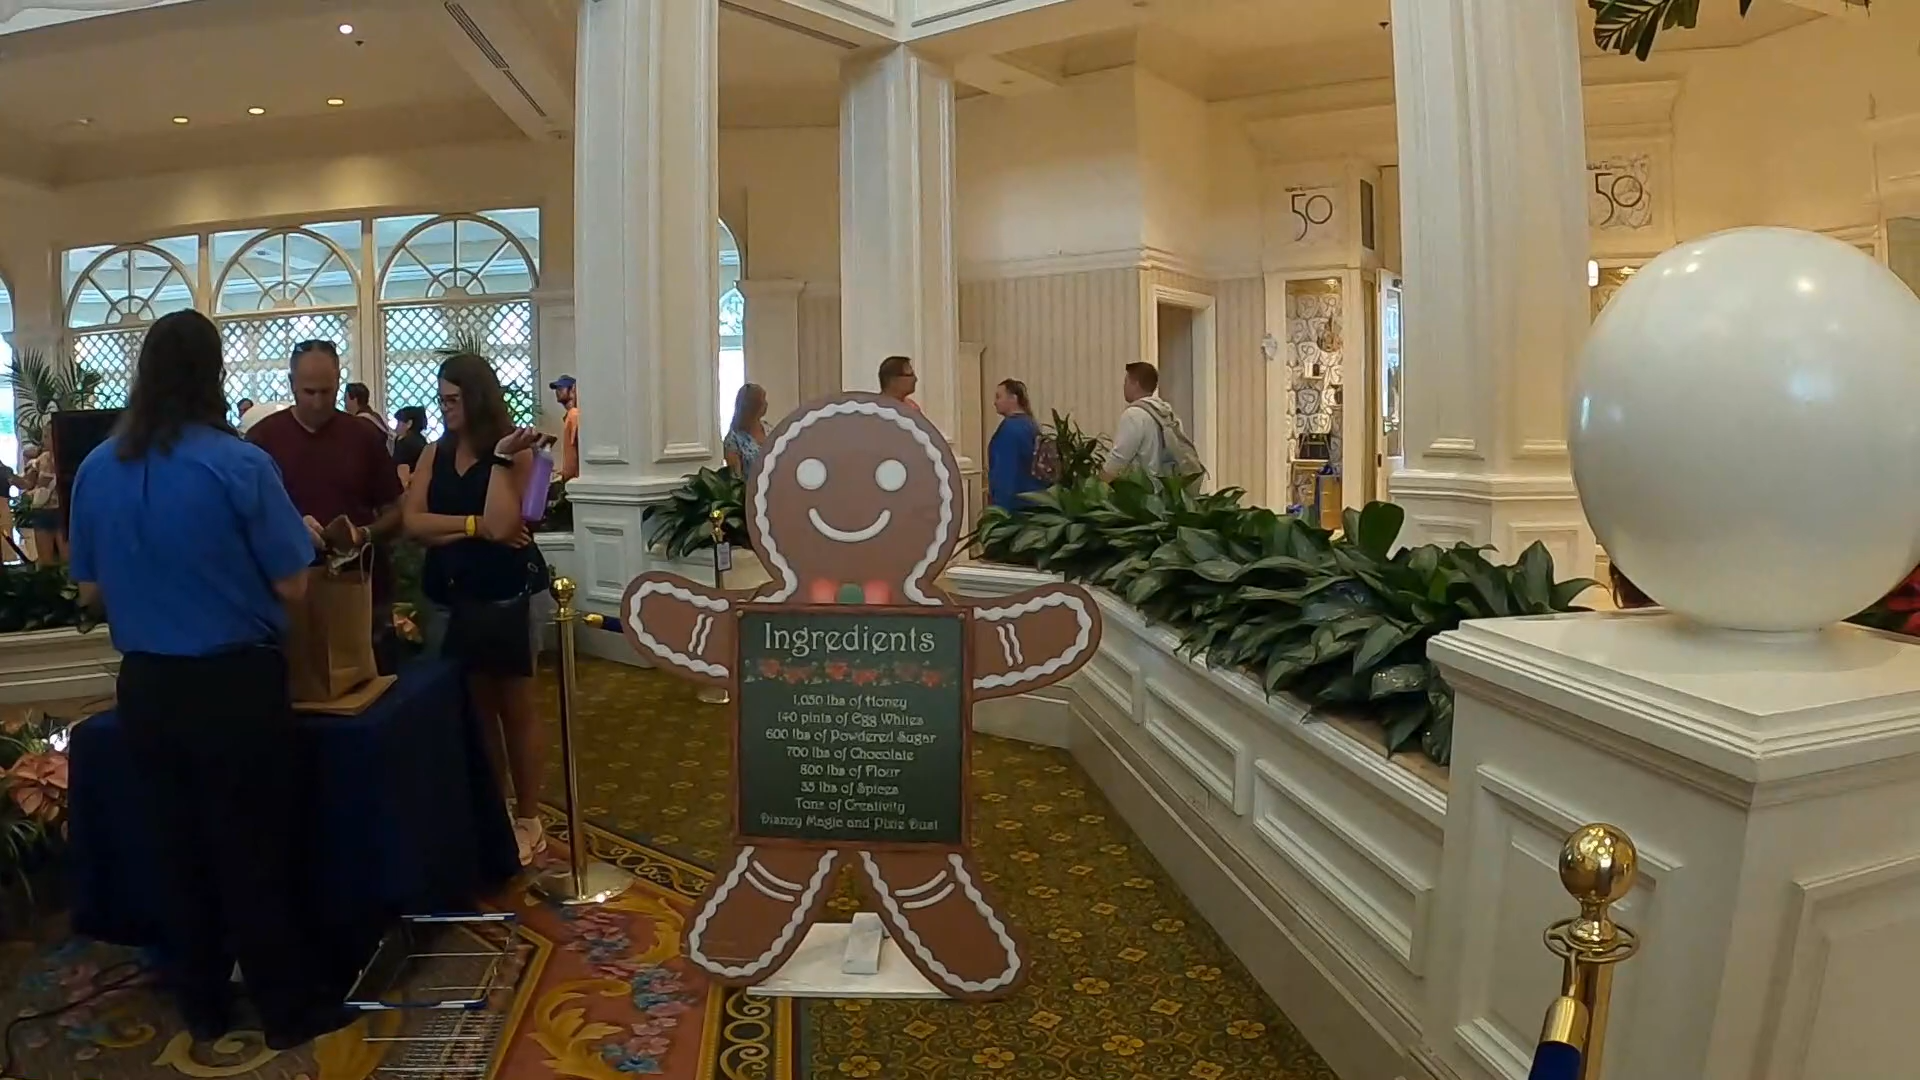 50
50
Ingredients
1,050 lbs of Honey
140 pints of Egg Whites
600 lbs of Powdered Sugar
700 lbs of Chocolate
800 lbs of Flour
35 lbs of Spices
Tons of Creativity
Disney Magic and Pixie Dust